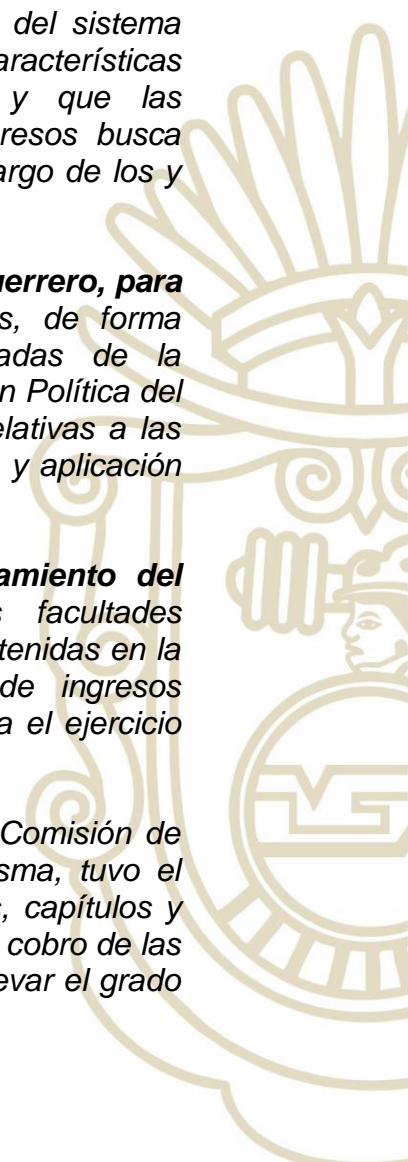 del sistema
aracterísticas
y que las
resos busca
argo de los y
uerrero, para
s, de forma
adas de la
n Política del
elativas a las
y aplicación
amiento del
s facultades
tenidas en la
de ingresos
a el ejercicio
Comisión de
sma, tuvo el
s, capítulos y
cobro de las
evar el grado